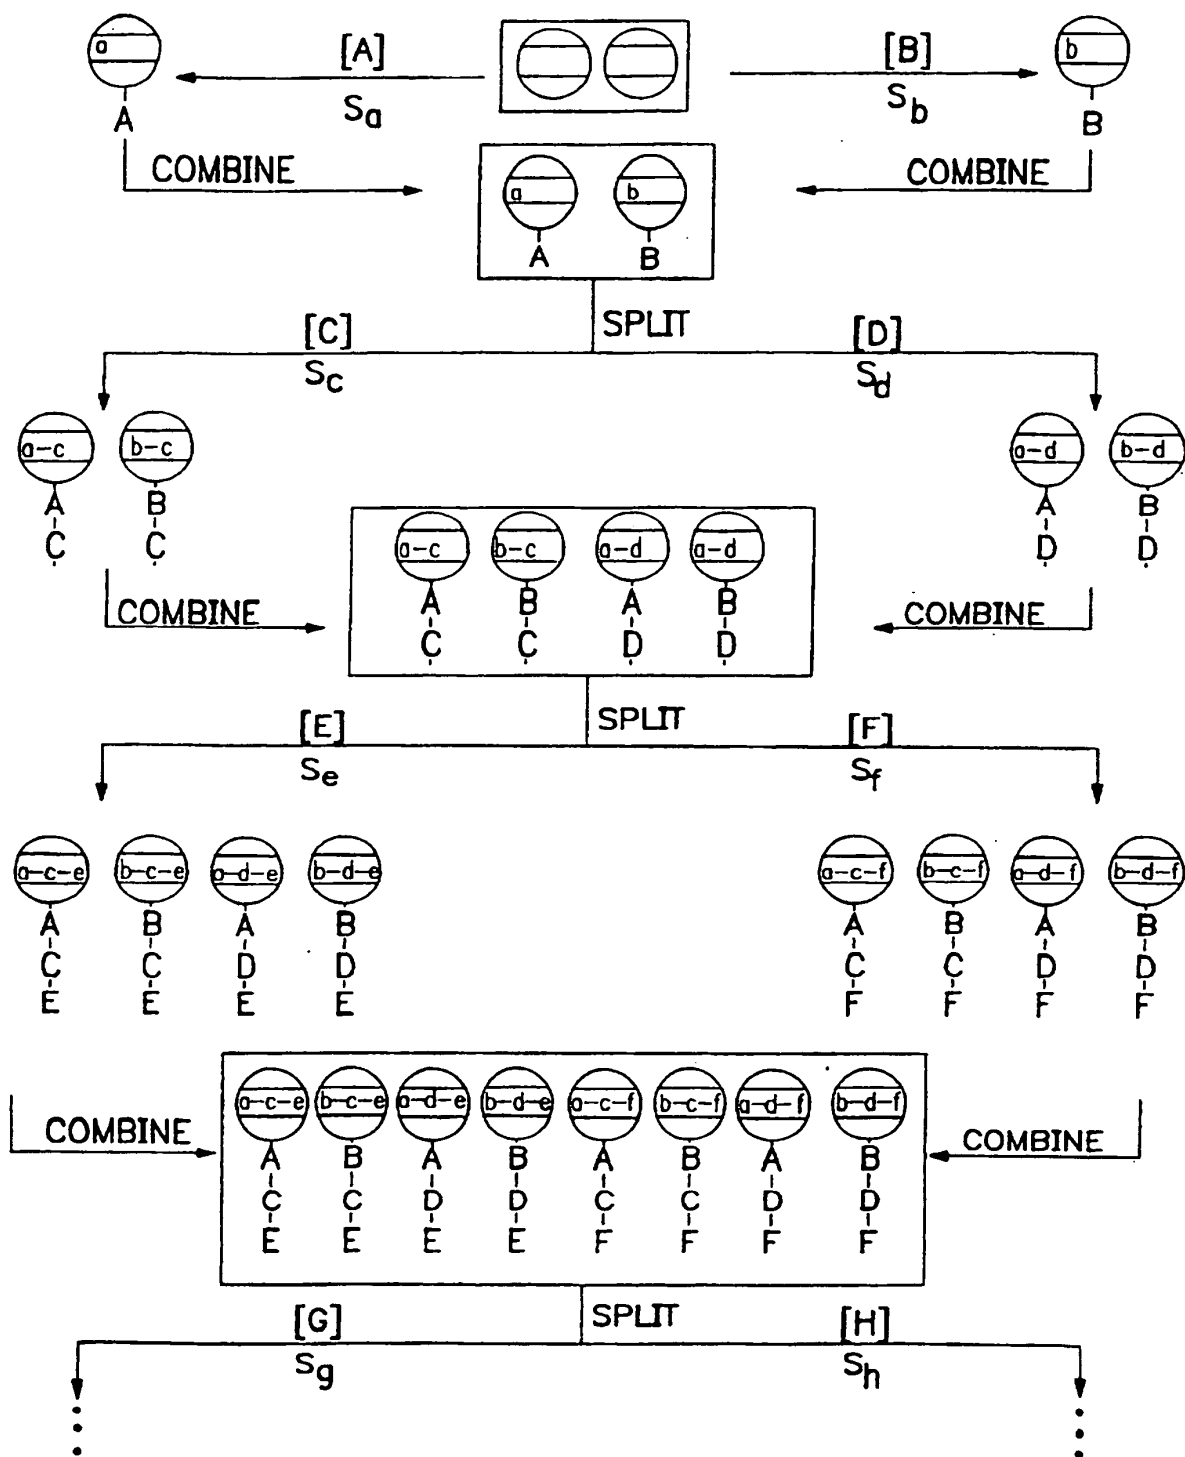 a [A] [B] b
Sa Sb
A B
COMBINE COMBINE
a b
A B
SPLIT
[C] [D]
Sc Sd
a-c b-c a-d b-d
A B A B
C C D D
a-c b-c a-d a-d
A B A B
C C D D
COMBINE COMBINE
SPLIT
[E] [F]
Se Sf
a-c-e b-c-e a-d-e b-d-e a-c-f b-c-f a-d-f b-d-f
A B A B A B A B
C C D D C C D D
E E E E F F F F
a-c-e b-c-e a-d-e b-d-e a-c-f b-c-f a-d-f b-d-f
COMBINE COMBINE
A B A B A B A B
C C D D C C D D
E E E E F F F F
SPLIT
[G] [H]
Sg Sh